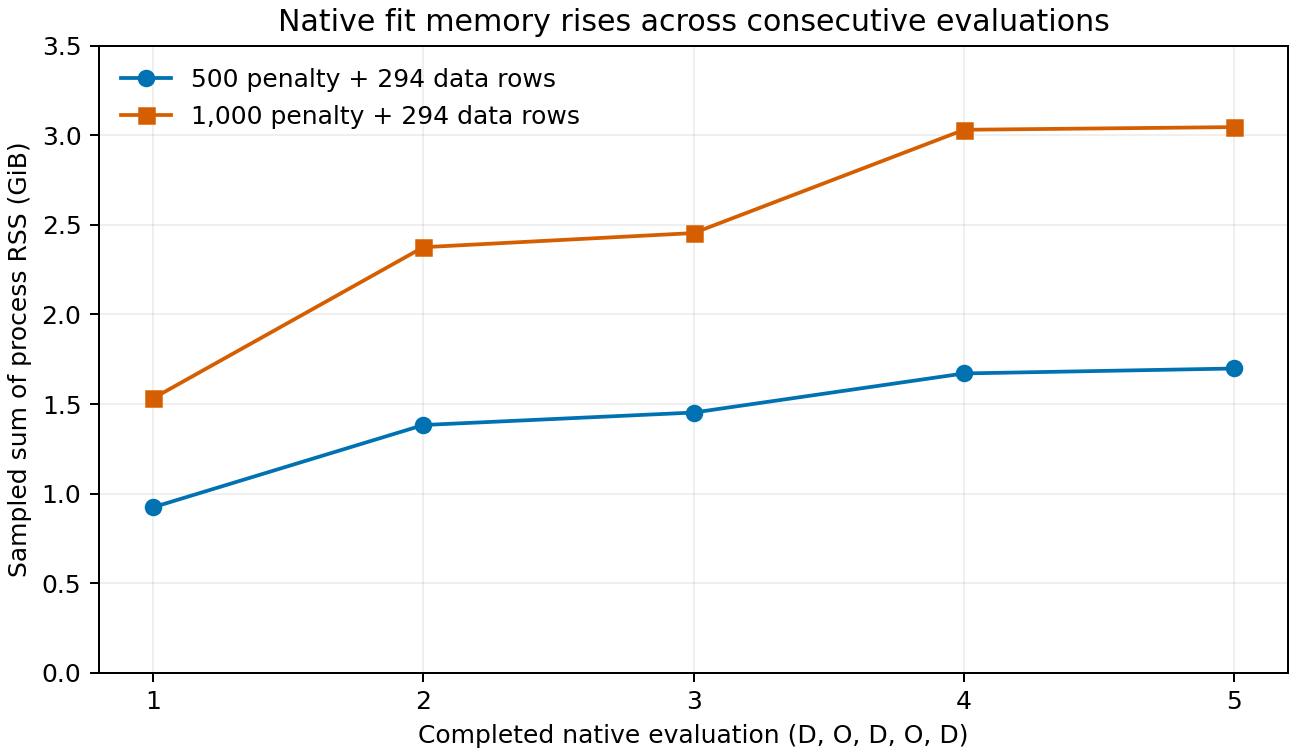 Native fit memory rises across consecutive evaluations
3.5
500 penalty + 294 data rows
1,000 penalty + 294 data rows
3.0
2.5
2.0
1.5
1.0
0.5
0.0
Sampled sum of process RSS (GiB)
1
2
3
4
5
Completed native evaluation (D, O, D, O, D)